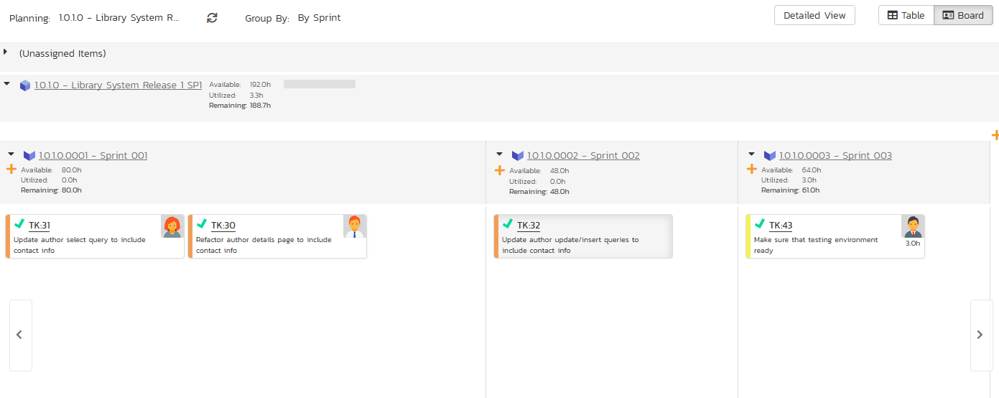 Planning: 1.0.1.0 - Library System R... Group By: By Sprint Detailed View Table Board
(Unassigned Items)
1.0.1.0 - Library System Release 1 SP1
Available: 192.0h
Utilized: 3.3h
Remaining: 188.7h
1.0.1.0.0001 - Sprint 001
Available: 80.0h
Utilized: 0.0h
Remaining: 80.0h
1.0.1.0.0002 - Sprint 002
Available: 48.0h
Utilized: 0.0h
Remaining: 48.0h
1.0.1.0.0003 - Sprint 003
Available: 64.0h
Utilized: 3.0h
Remaining: 61.0h
TK:31
Update author select query to include
contact info
TK:30
Refactor author details page to include
contact info
TK:32
Update author update/insert queries to
include contact info
TK:43
Make sure that testing environment
ready
3.0h